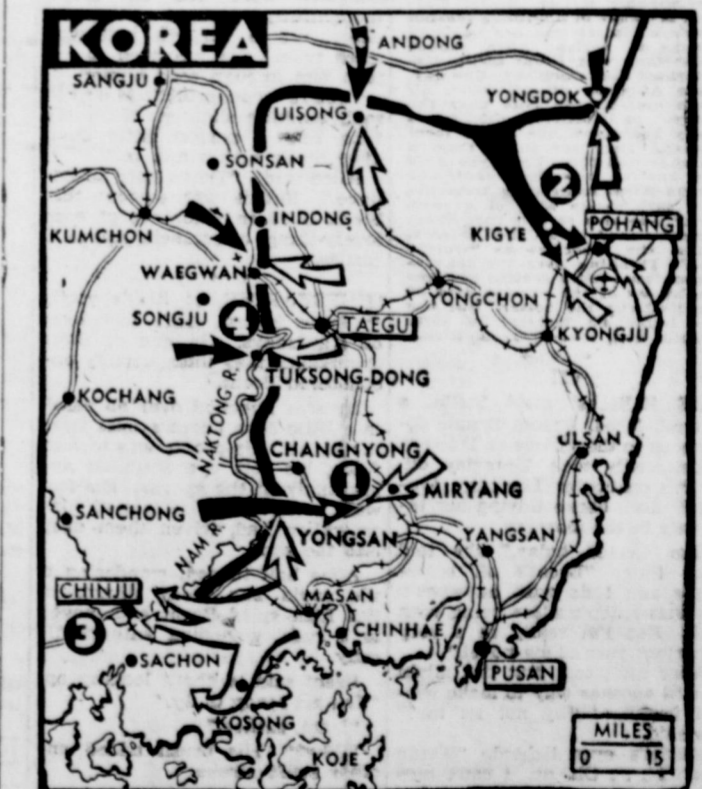 KOREA
ANDONG
SANGJU
YONGDOK
UISONG
SONSAN
2
INDONG
KIGYE
POHANG
KUMCHON
WAEGWAN
YONGCHON
SONGJU
4
TAEGU
KYONGJU
TUKSONG-DONG
KOCHANG
NAKTONG R.
ULSAN
CHANGNYONG
1
MIRYANG
SANCHONG
YONGSAN
YANGSAN
NAM R.
CHINJU
MASAN
3
CHINHAE
SACHON
PUSAN
KOSONG
MILES
KOJE
0 15